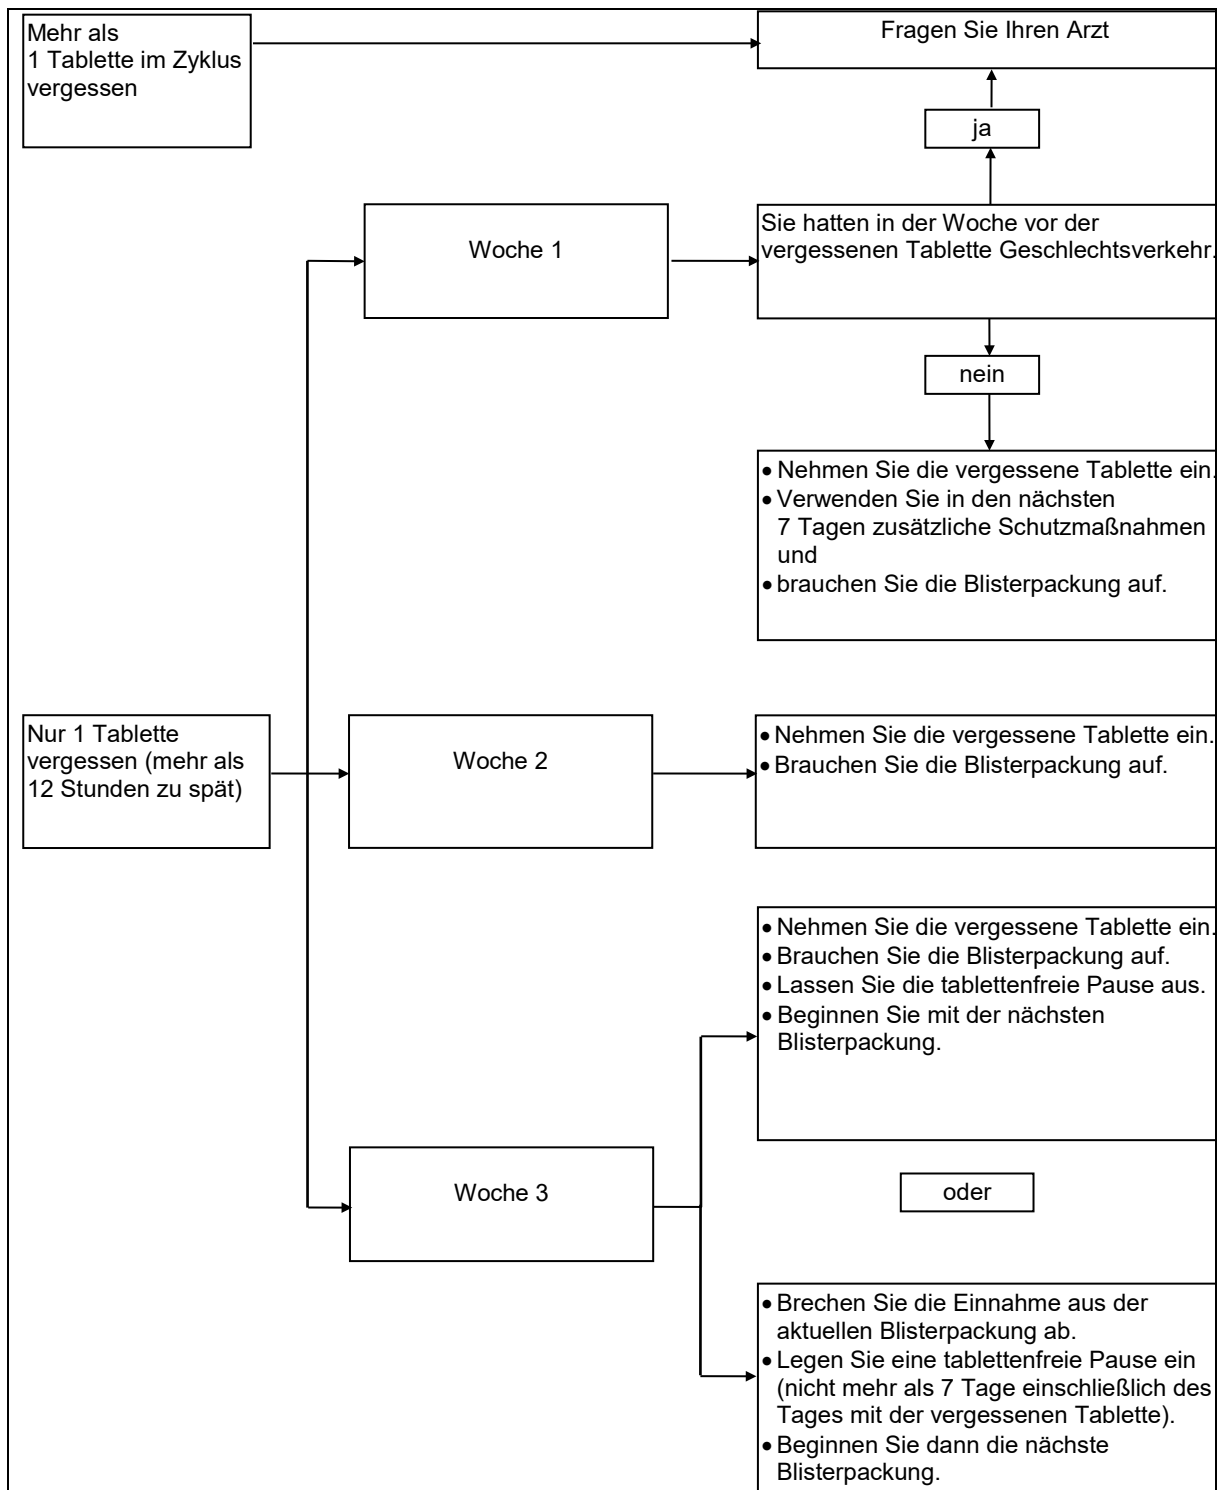 Mehr als
1 Tablette im Zyklus
vergessen
Fragen Sie Ihren Arzt
ja
Woche 1
Sie hatten in der Woche vor der
vergessenen Tablette Geschlechtsverkehr.
nein
• Nehmen Sie die vergessene Tablette ein.
• Verwenden Sie in den nächsten
7 Tagen zusätzliche Schutzmaßnahmen
und
• brauchen Sie die Blisterpackung auf.
Nur 1 Tablette
vergessen (mehr als
12 Stunden zu spät)
Woche 2
• Nehmen Sie die vergessene Tablette ein.
• Brauchen Sie die Blisterpackung auf.
• Nehmen Sie die vergessene Tablette ein.
• Brauchen Sie die Blisterpackung auf.
• Lassen Sie die tablettenfreie Pause aus.
• Beginnen Sie mit der nächsten
Blisterpackung.
Woche 3
oder
• Brechen Sie die Einnahme aus der
aktuellen Blisterpackung ab.
• Legen Sie eine tablettenfreie Pause ein
(nicht mehr als 7 Tage einschließlich des
Tages mit der vergessenen Tablette).
• Beginnen Sie dann die nächste
Blisterpackung.